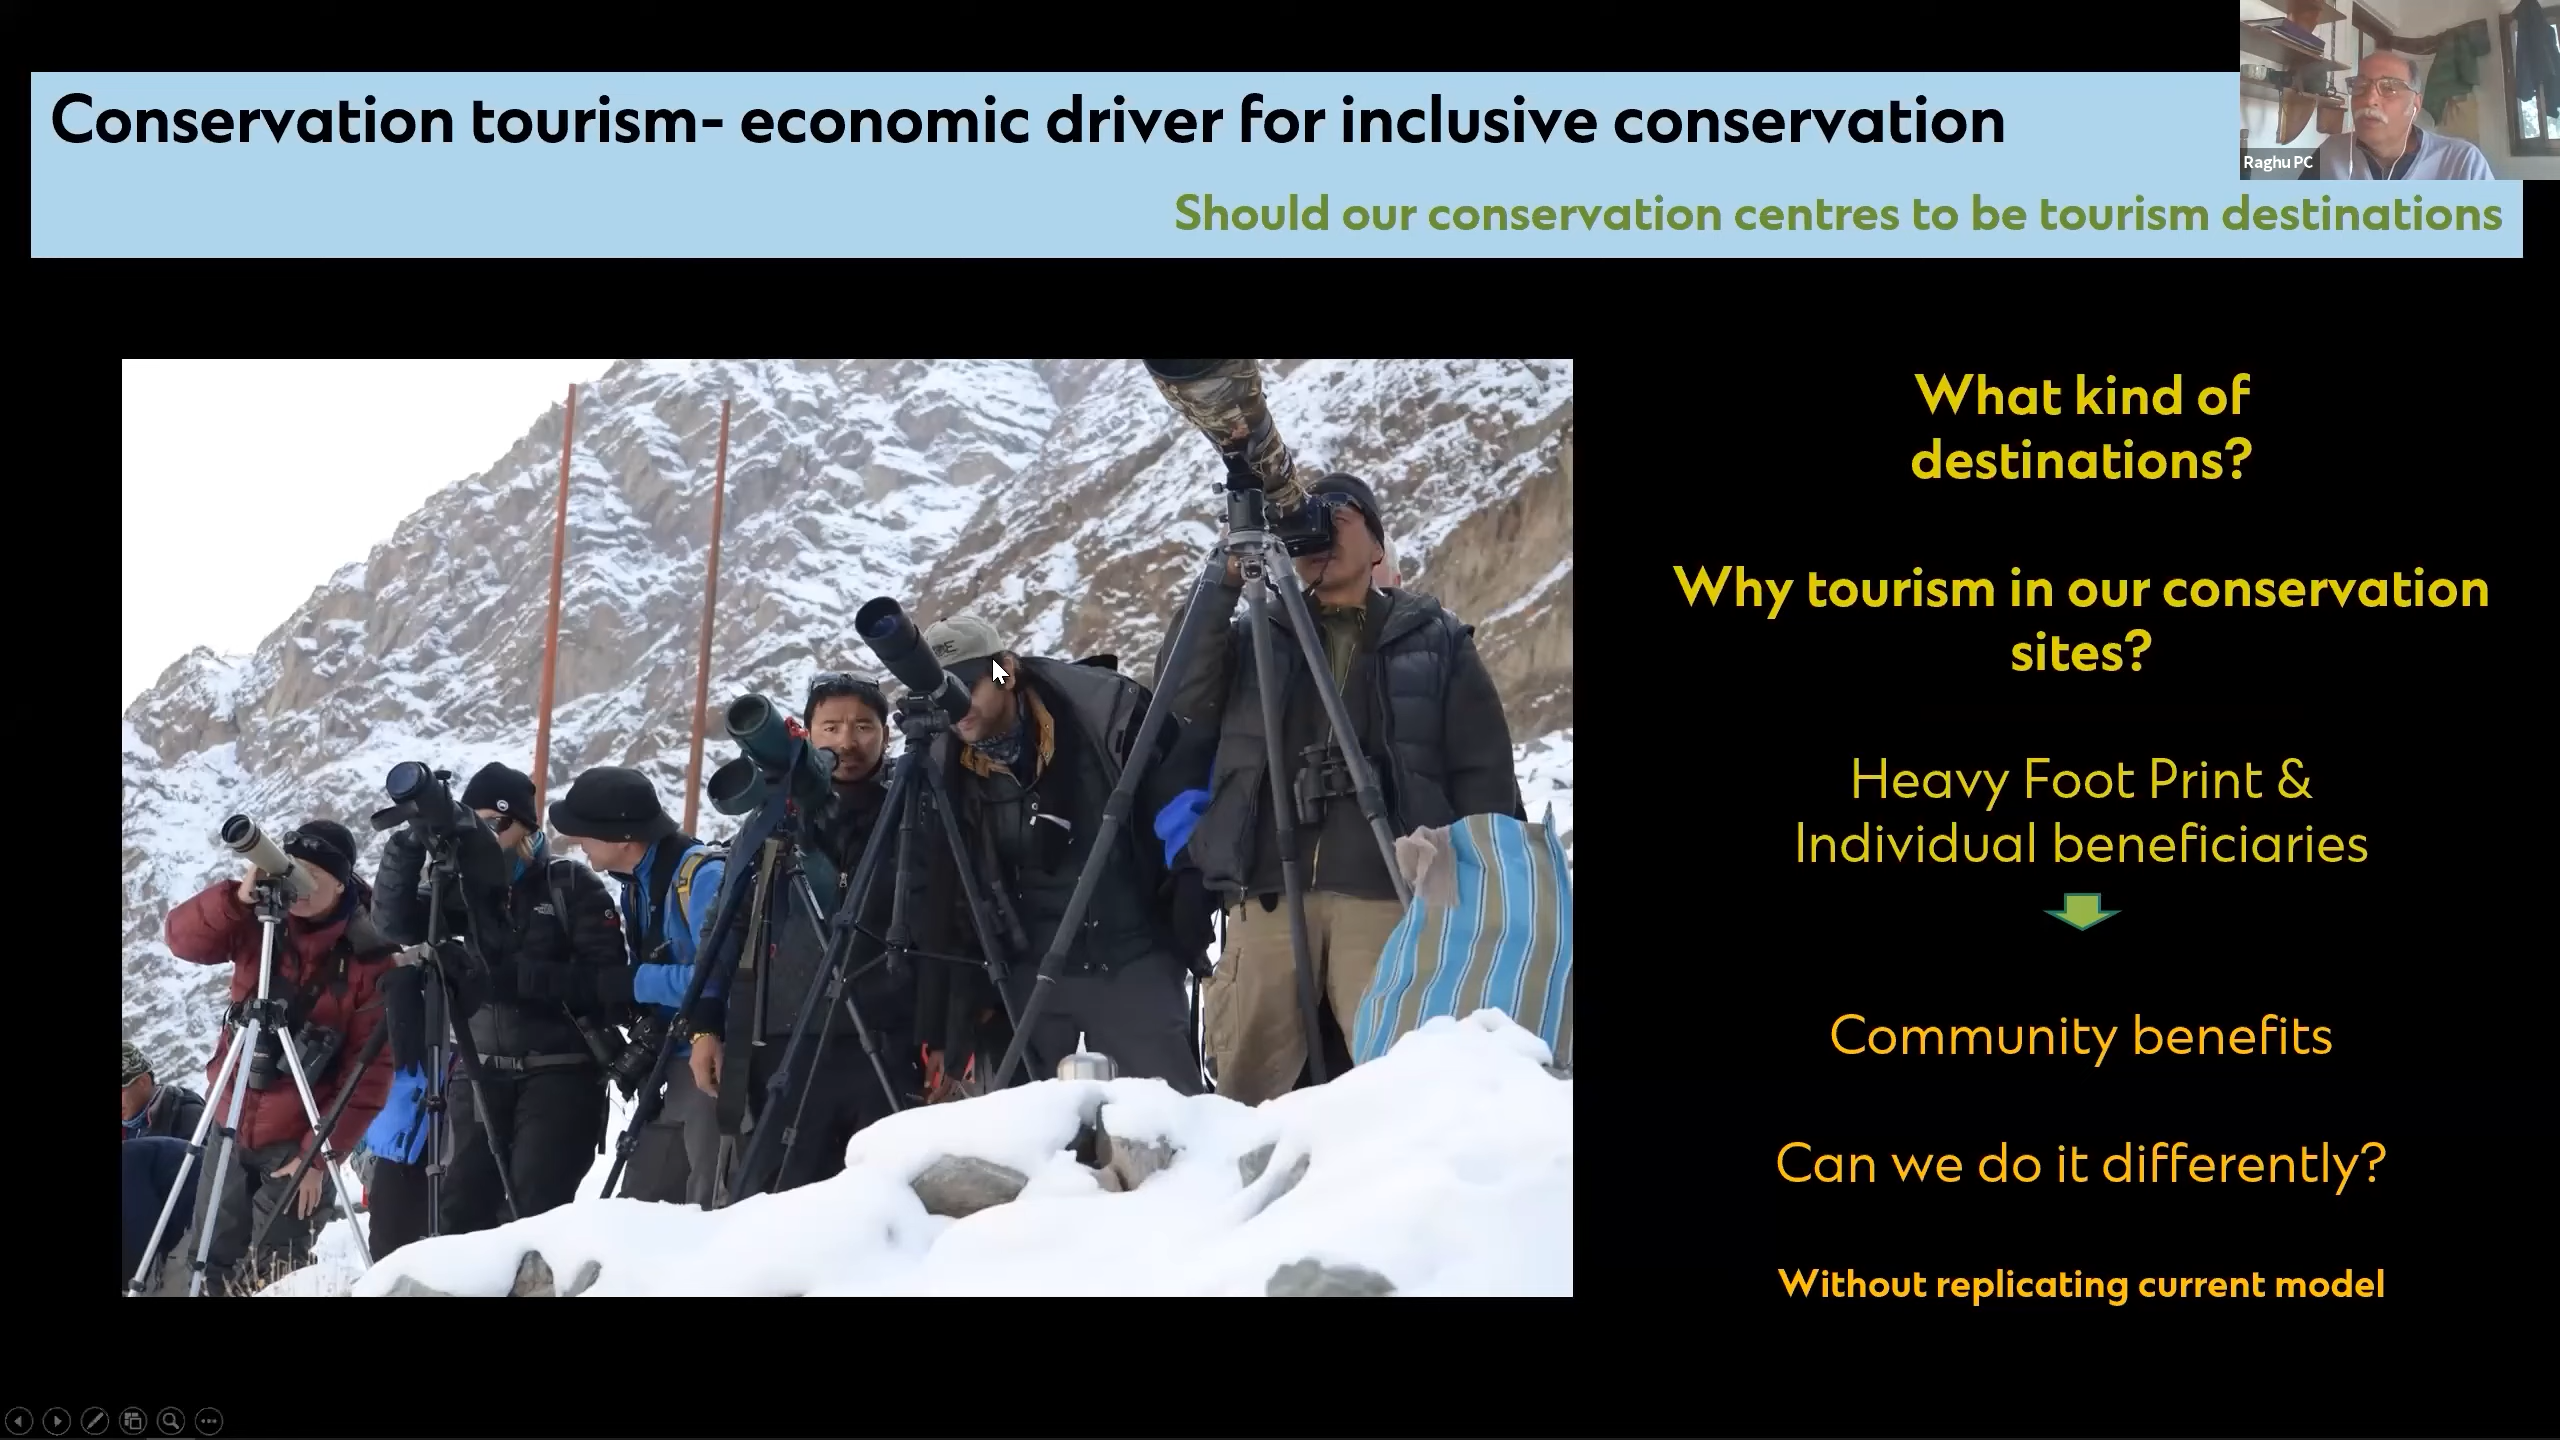 Conservation tourism- economic driver for inclusive conservation
Should our conservation centres to be tourism destinations
Raghu PC
What kind of
destinations?
Why tourism in our conservation
sites?
Heavy Foot Print &
Individual beneficiaries
Community benefits
Can we do it differently?
Without replicating current model